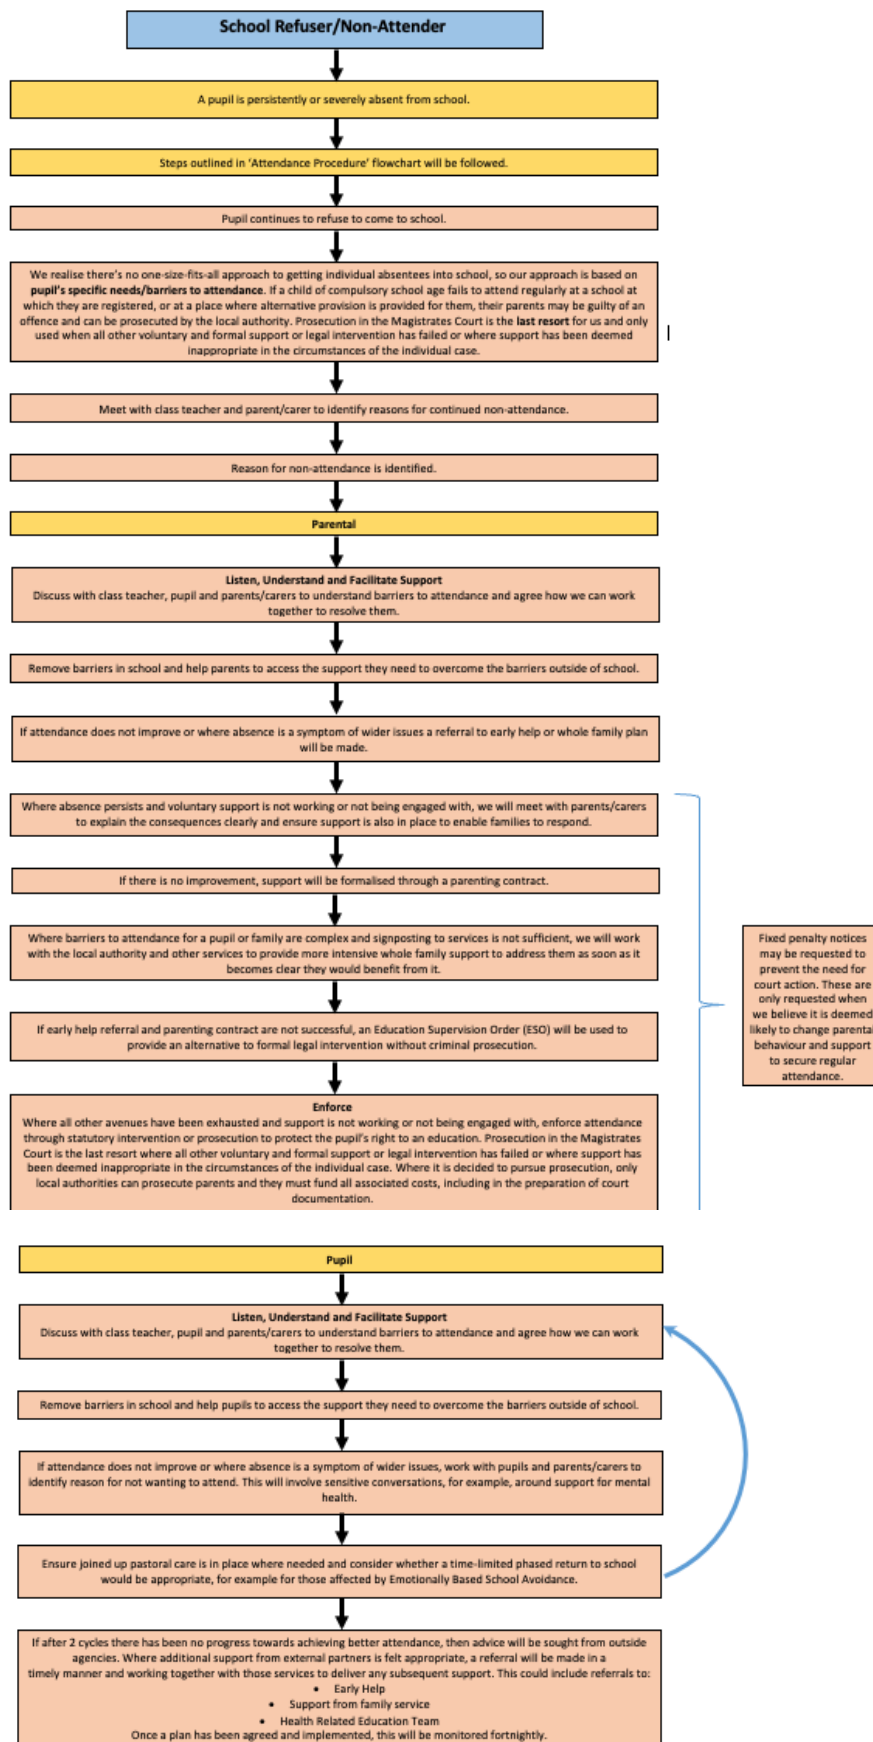 School Refuser/Non-Attender
A pupil is persistently or severely absent from school.
Steps outlined in 'Attendance Procedure' flowchart will be followed.
Pupil continues to refuse to come to school.
We realise there's no one-size-fits-all approach to getting individual absentees into school, so our approach is based on
pupil's specific needs/barriers to attendance. If a child of compulsory school age fails to attend regularly at a school at
which they are registered, or at a place where alternative provision is provided for them, their parents may be guilty of an
offence and can be prosecuted by the local authority. Prosecution in the Magistrates Court is the last resort for us and only
used when all other voluntary and formal support or legal intervention has failed or where support has been deemed
inappropriate in the circumstances of the individual case.
Meet with class teacher and parent/carer to identify reasons for continued non-attendance.
Reason for non-attendance is identified.
Parental
Listen, Understand and Facilitate Support
Discuss with class teacher, pupil and parents/carers to understand barriers to attendance and agree how we can work
together to resolve them.
Remove barriers in school and help parents to access the support they need to overcome the barriers outside of school.
If attendance does not improve or where absence is a symptom of wider issues a referral to early help or whole family plan
will be made.
Where absence persists and voluntary support is not working or not being engaged with, we will meet with parents/carers
to explain the consequences clearly and ensure support is also in place to enable families to respond.
If there is no improvement, support will be formalised through a parenting contract.
Where barriers to attendance for a pupil or family are complex and signposting to services is not sufficient, we will work
with the local authority and other services to provide more intensive whole family support to address them as soon as it
becomes clear they would benefit from it.
If early help referral and parenting contract are not successful, an Education Supervision Order (ESO) will be used to
provide an alternative to formal legal intervention without criminal prosecution.
Enforce
Where all other avenues have been exhausted and support is not working or not being engaged with, enforce attendance
through statutory intervention or prosecution to protect the pupil's right to an education. Prosecution in the Magistrates
Court is the last resort where all other voluntary and formal support or legal intervention has failed or where support has
been deemed inappropriate in the circumstances of the individual case. Where it is decided to pursue prosecution, only
local authorities can prosecute parents and they must fund all associated costs, including in the preparation of court
documentation.
Fixed penalty notices
may be requested to
prevent the need for
court action. These are
only requested when
we believe it is deemed
likely to change parental
behaviour and support
to secure regular
attendance.
Pupil
Listen, Understand and Facilitate Support
Discuss with class teacher, pupil and parents/carers to understand barriers to attendance and agree how we can work
together to resolve them.
Remove barriers in school and help pupils to access the support they need to overcome the barriers outside of school.
If attendance does not improve or where absence is a symptom of wider issues, work with pupils and parents/carers to
identify reason for not wanting to attend. This will involve sensitive conversations, for example, around support for mental
health.
Ensure joined up pastoral care is in place where needed and consider whether a time-limited phased return to school
would be appropriate, for example for those affected by Emotionally Based School Avoidance.
If after 2 cycles there has been no progress towards achieving better attendance, then advice will be sought from outside
agencies. Where additional support from external partners is felt appropriate, a referral will be made in a
timely manner and working together with those services to deliver any subsequent support. This could include referrals to:
• Early Help
• Support from family service
• Health Related Education Team
Once a plan has been agreed and implemented, this will be monitored fortnightly.